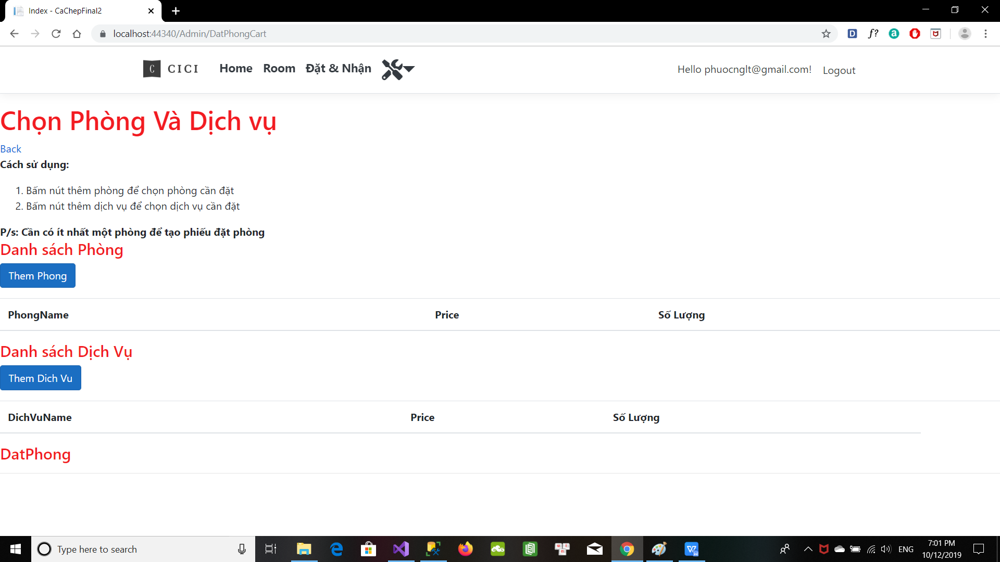 Index - CaChepFinal2
localhost:44340/Admin/DatPhongCart
C CICI Home Room Đặt & Nhận Hello phuocnglt@gmail.com! Logout
Chọn Phòng Và Dịch vụ
Back
Cách sử dụng:
1. Bấm nút thêm phòng để chọn phòng cần đặt
2. Bấm nút thêm dịch vụ để chọn dịch vụ cần đặt
P/s: Cần có ít nhất một phòng để tạo phiếu đặt phòng
Danh sách Phòng
Them Phong
PhongName Price Số Lượng
Danh sách Dịch Vụ
Them Dich Vu
DichVuName Price Số Lượng
DatPhong
Type here to search
ENG
7:01 PM
10/12/2019